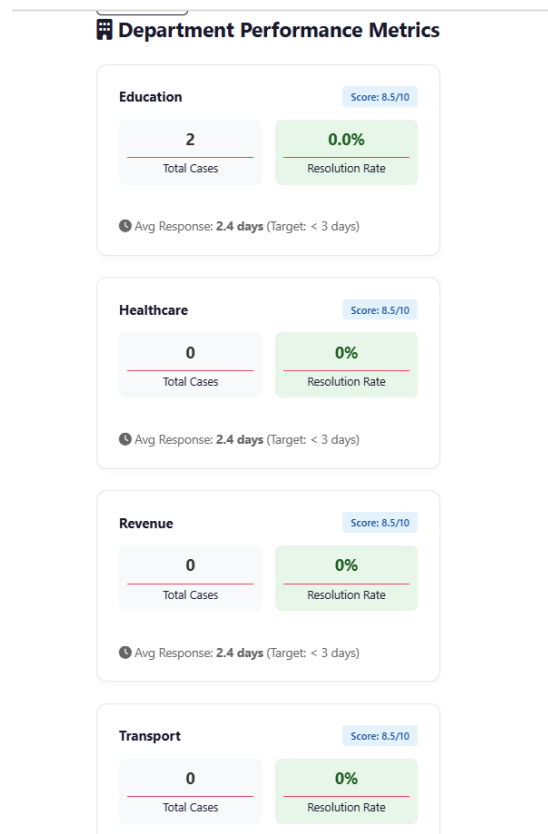 Department Performance Metrics
Education
Score: 8.5/10
2
0.0%
Total Cases
Resolution Rate
Avg Response: 2.4 days (Target: < 3 days)
Healthcare
Score: 8.5/10
0
0%
Total Cases
Resolution Rate
Avg Response: 2.4 days (Target: < 3 days)
Revenue
Score: 8.5/10
0
0%
Total Cases
Resolution Rate
Avg Response: 2.4 days (Target: < 3 days)
Transport
Score: 8.5/10
0
0%
Total Cases
Resolution Rate